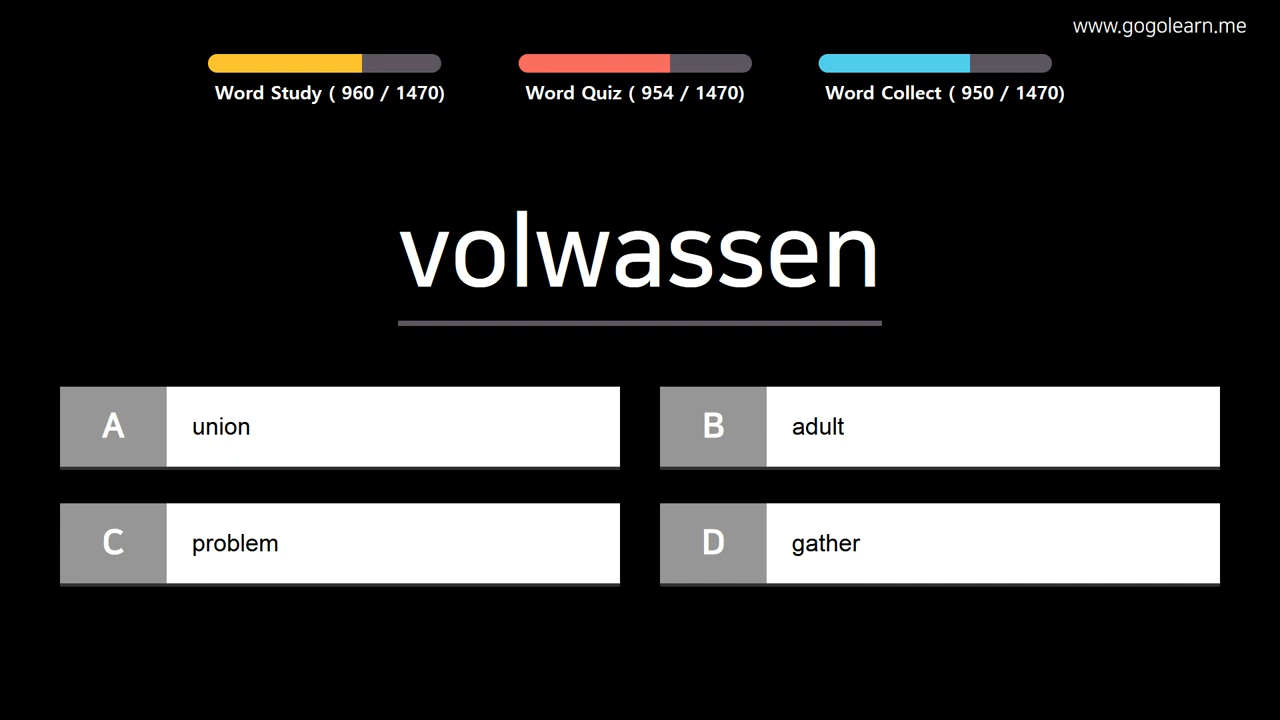 www.gogolearn.me
Word Study ( 960 / 1470)
Word Quiz ( 954 / 1470)
Word Collect ( 950 / 1470)
volwassen
A union
B adult
C problem
D gather